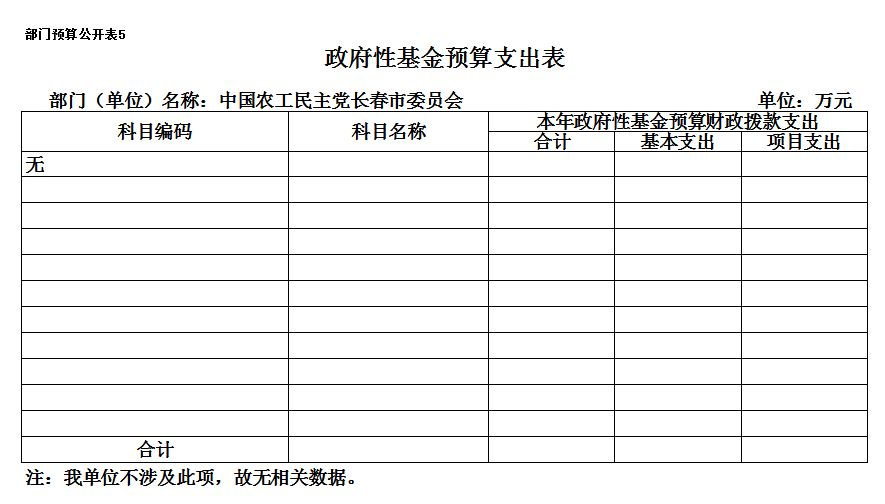 部门预算公开表5
政府性基金预算支出表
部门（单位）名称：中国农工民主党长春市委员会 单位：万元
科目编码 科目名称 本年政府性基金预算财政拨款支出
合计 基本支出 项目支出
无
合计
注：我单位不涉及此项，故无相关数据。